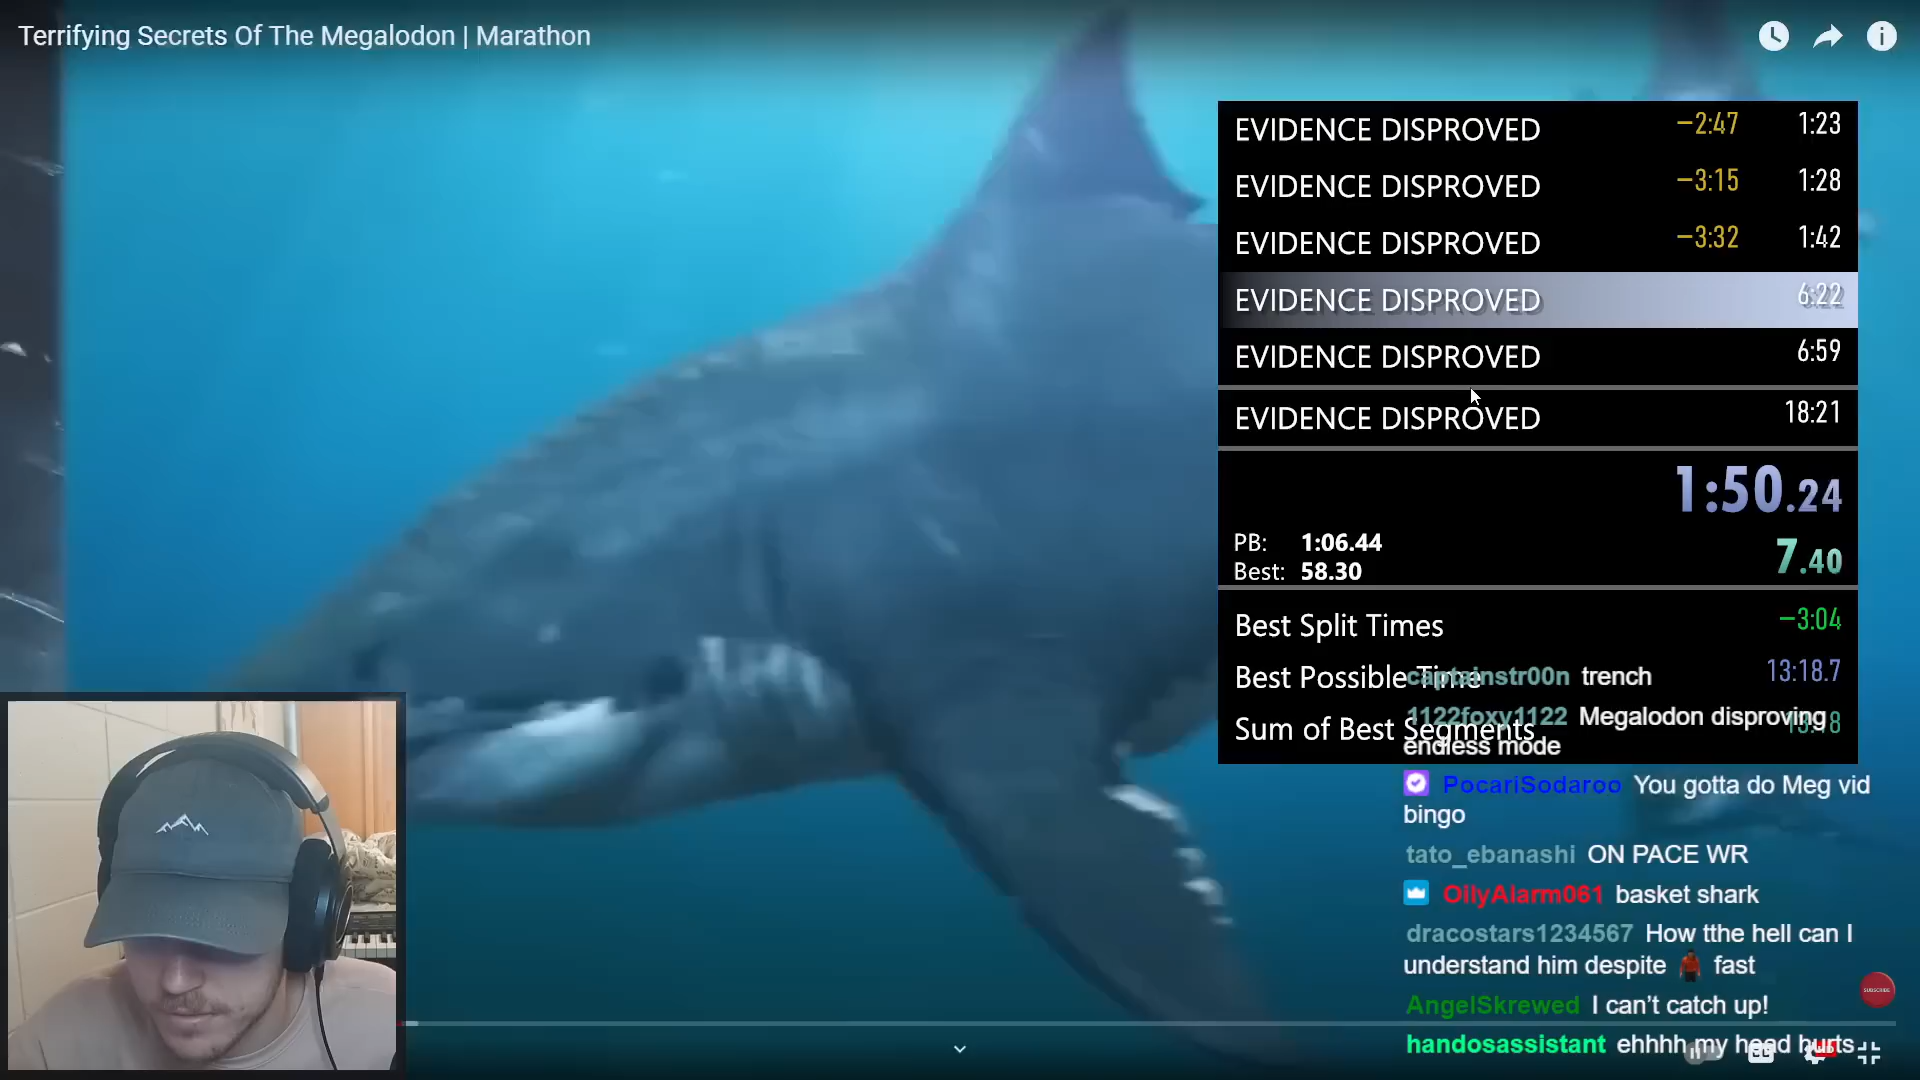 Terrifying Secrets Of The Megalodon | Marathon
EVIDENCE DISPROVED −2:47 1:23
EVIDENCE DISPROVED −3:15 1:28
EVIDENCE DISPROVED −3:32 1:42
EVIDENCE DISPROVED 6:22
EVIDENCE DISPROVED 6:59
EVIDENCE DISPROVED 18:21
1:50.24
PB: 1:06.44 7.40
Best: 58.30
Best Split Times −3:04
Best Possible Time 13:18.7
Sum of Best Segments
captainstr00n trench
1122foxy1122 Megalodon disproving
endless mode
PocariSodaroo You gotta do Meg vid
bingo
tato_ebanashi ON PACE WR
OilyAlarm061 basket shark
dracostars1234567 How tthe hell can I
understand him despite fast
AngelSkrewed I can't catch up!
handosassistant ehhhh my head hurts
SUBSCRIBE
CC